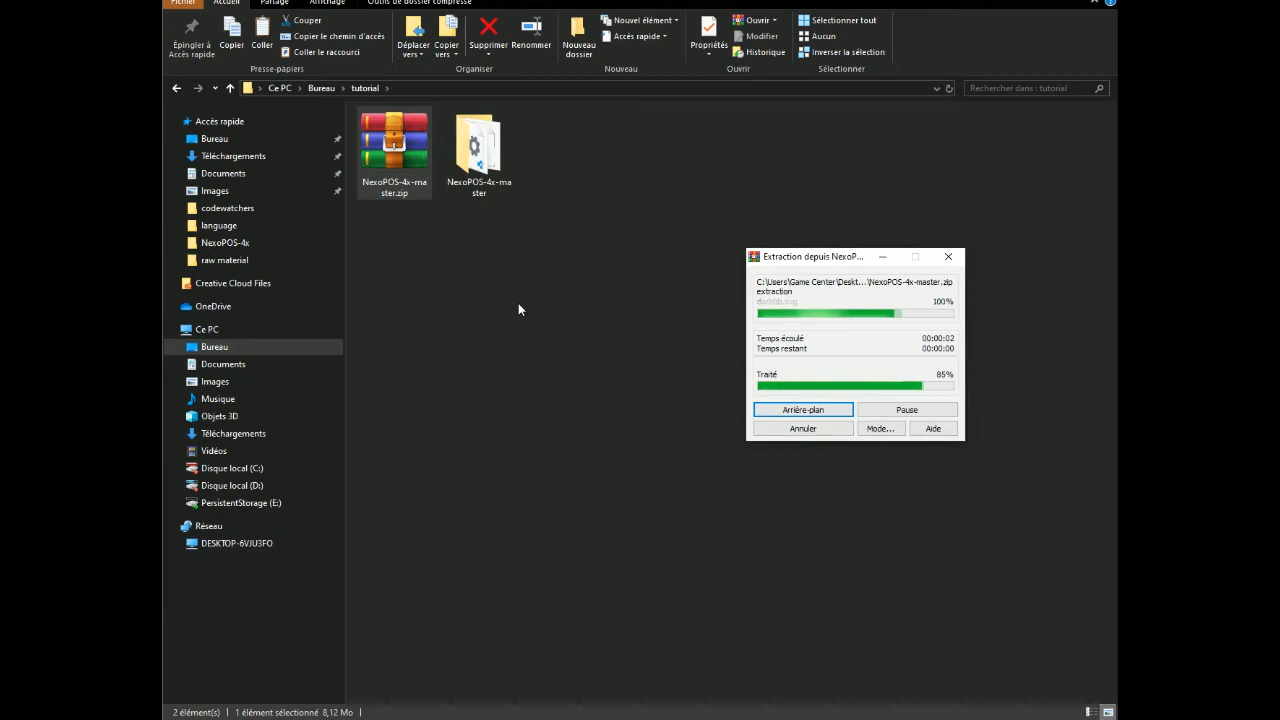 Fichier Accueil Partage Affichage Outils de dossier compressé
Épingler à
Accès rapide
Copier
Coller
Couper
Copier le chemin d'accès
Coller le raccourci
Presse-papiers
Déplacer
vers
Copier
vers
Supprimer
Renommer
Organiser
Nouveau
dossier
Nouvel élément
Accès rapide
Nouveau
Propriétés
Ouvrir
Modifier
Historique
Ouvrir
Sélectionner tout
Aucun
Inverser la sélection
Sélectionner
Ce PC > Bureau > tutorial >
Rechercher dans : tutorial
Accès rapide
Bureau
Téléchargements
Documents
Images
codewatchers
language
NexoPOS-4x
raw material
Creative Cloud Files
OneDrive
Ce PC
Bureau
Documents
Images
Musique
Objets 3D
Téléchargements
Vidéos
Disque local (C:)
Disque local (D:)
PersistentStorage (E:)
Réseau
DESKTOP-6VJU3FO
NexoPOS-4x-ma
ster.zip
NexoPOS-4x-ma
ster
Extraction depuis NexoP...
C:\Users\Game Center\Deskt...\NexoPOS-4x-master.zip
extraction
100%
Temps écoulé 00:00:02
Temps restant 00:00:00
Traité 85%
Arrière-plan Pause
Annuler Mode... Aide
2 élément(s) 1 élément sélectionné 8,12 Mo